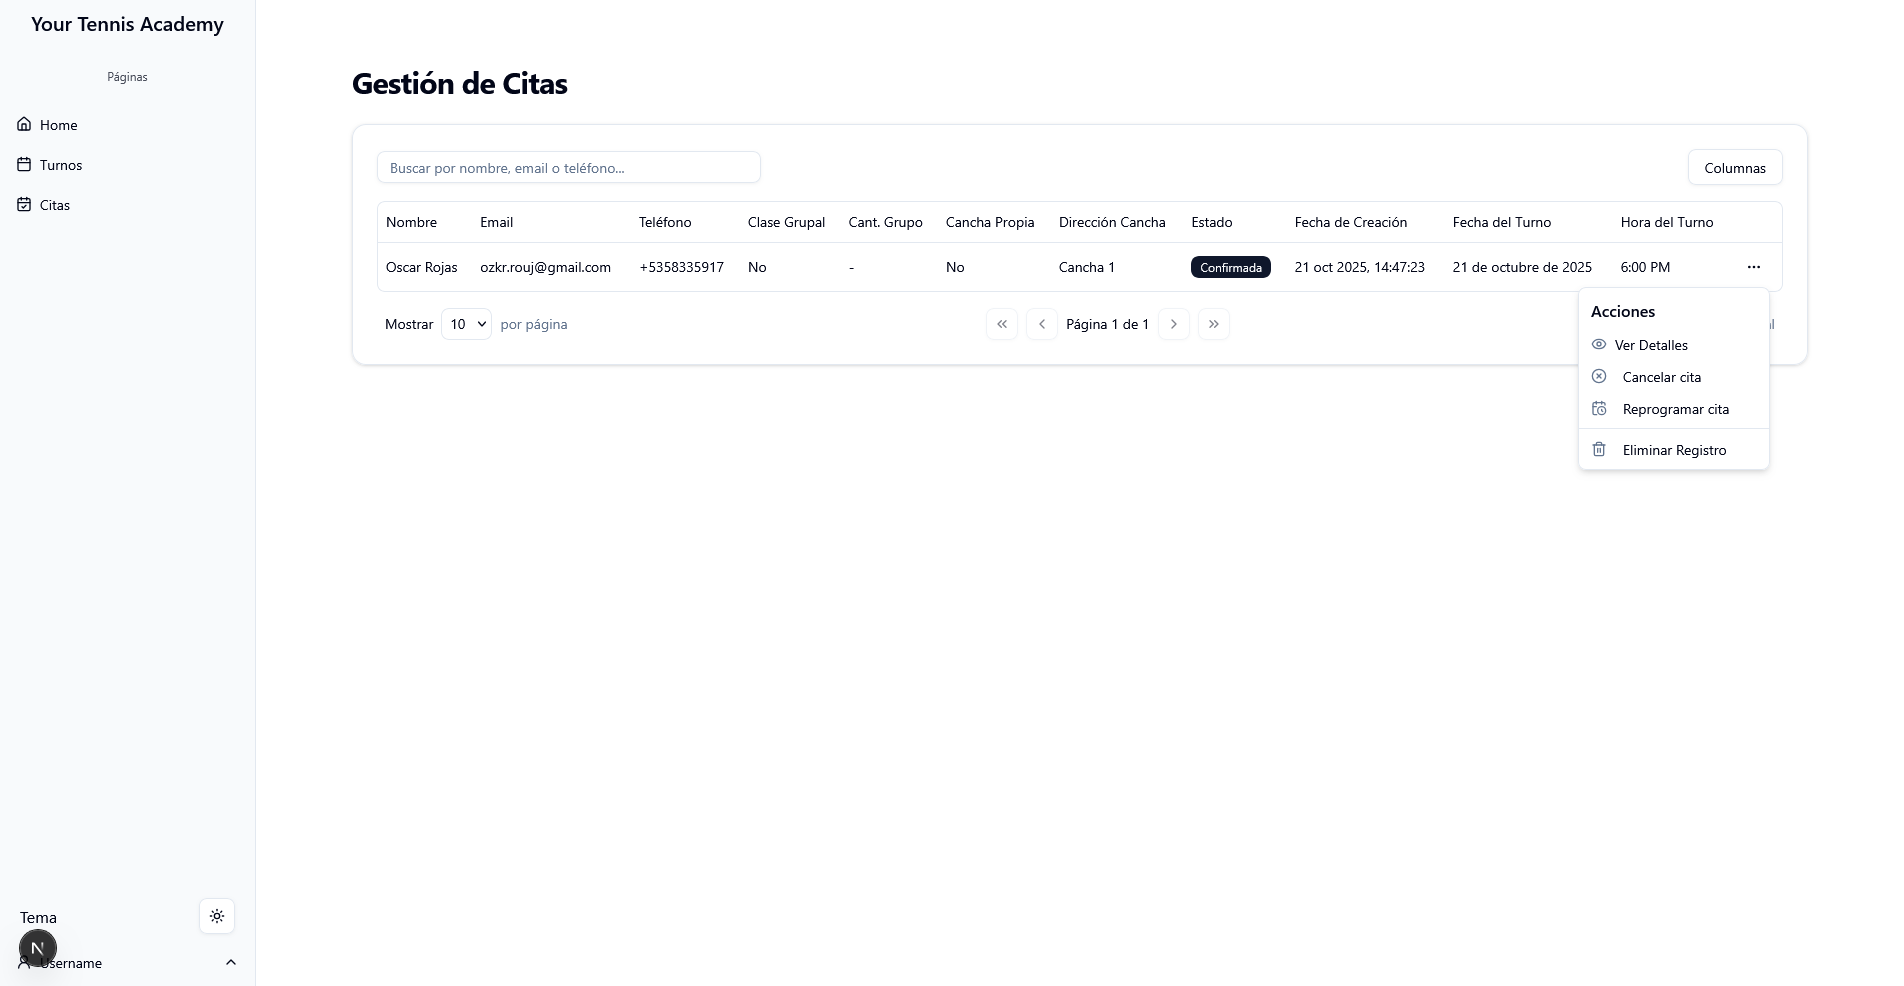 Your Tennis Academy
Páginas
Home
Turnos
Citas
Tema
N
Username
Gestión de Citas
Buscar por nombre, email o teléfono...
Columnas
Nombre Email Teléfono Clase Grupal Cant. Grupo Cancha Propia Dirección Cancha Estado Fecha de Creación Fecha del Turno Hora del Turno
Oscar Rojas ozkr.rouj@gmail.com +5358335917 No - No Cancha 1 Confirmada 21 oct 2025, 14:47:23 21 de octubre de 2025 6:00 PM ...
Mostrar 10 por página
Página 1 de 1
Acciones
Ver Detalles
Cancelar cita
Reprogramar cita
Eliminar Registro